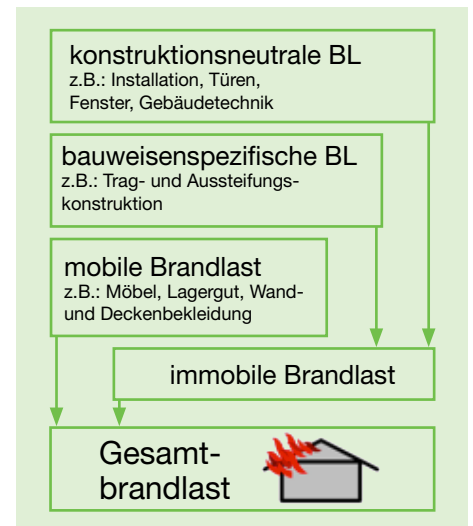 konstruktionsneutrale BL
z.B.: Installation, Türen,
Fenster, Gebäudetechnik
bauweisenspezifische BL
z.B.: Trag- und Aussteifungs-
konstruktion
mobile Brandlast
z.B.: Möbel, Lagergut, Wand-
und Deckenbekleidung
immobile Brandlast
Gesamt-
brandlast